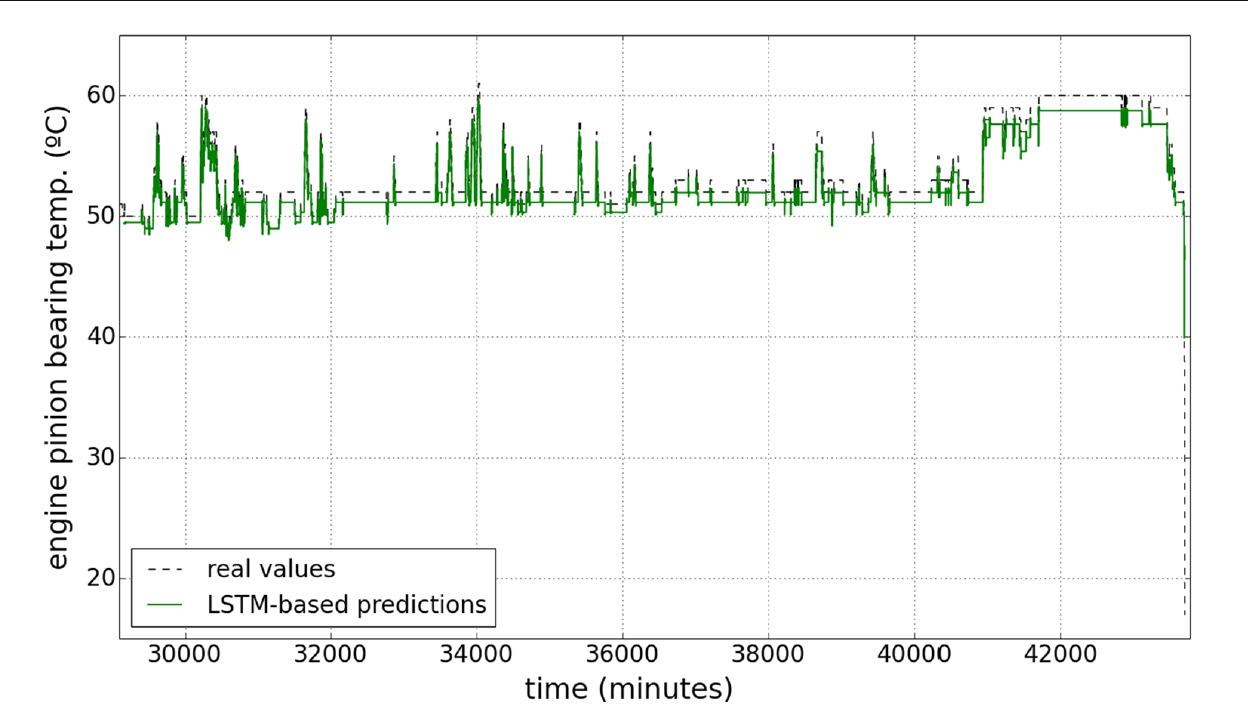 60
50
40
30
20
engine pinion bearing temp. (ºC)
real values
LSTM-based predictions
30000 32000 34000 36000 38000 40000 42000
time (minutes)